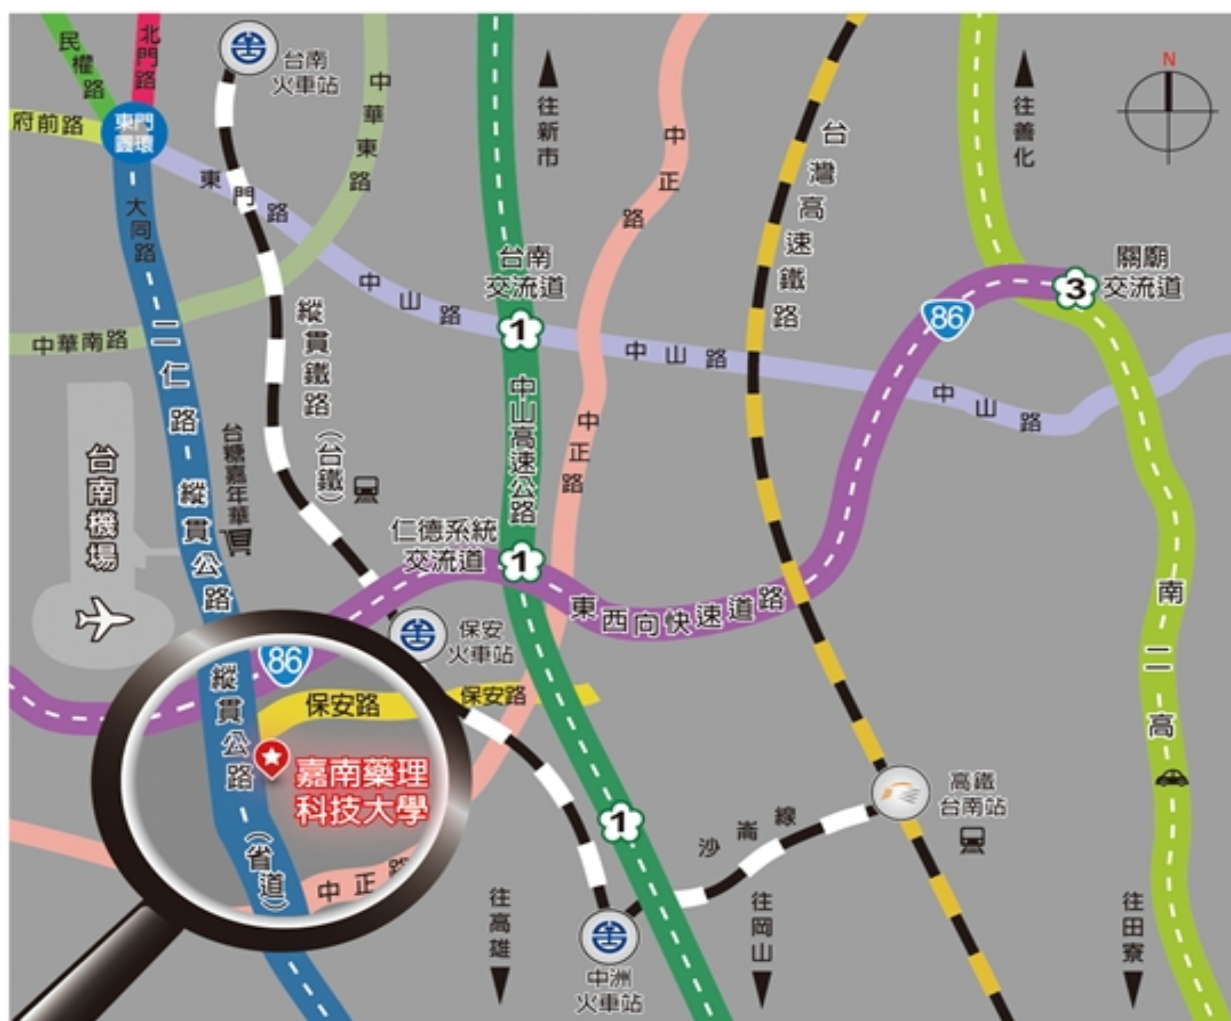 民權路
北門路
府前路
東門
圓環
台南
火車站
中華東路
往新市
中正路
台灣高速鐵路
往善化
N
東門路
大同路
台南
交流道
1
關廟
交流道
3
86
中山路
中山路
中山路
中華南路
二仁路
縱貫鐵路(台鐵)
中山高速公路
中正路
台糖嘉年華
台南機場
縱貫公路
仁德系統
交流道
1
東西向快速道路
南二高
保安
火車站
86
縱貫公路
(省道)
保安路
保安路
嘉南藥理
科技大學
中正路
1
高鐵
台南站
沙崙線
往高雄
中洲
火車站
往岡山
往田寮